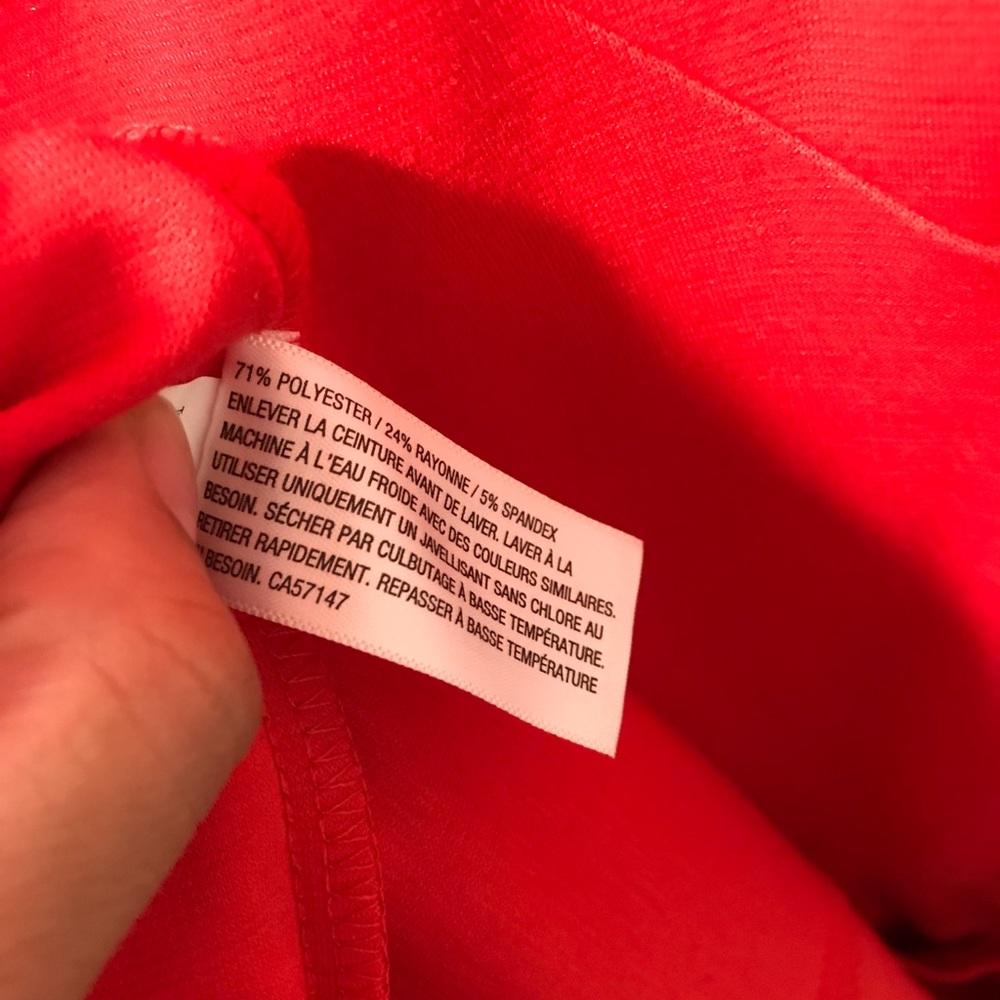 71% POLYESTER / 24% RAYONNE / 5% SPANDEX
ENLEVER LA CEINTURE AVANT DE LAVER. LAVER À LA
MACHINE À L'EAU FROIDE AVEC DES COULEURS SIMILAIRES.
UTILISER UNIQUEMENT UN JAVELLISANT SANS CHLORE AU
BESOIN. SÉCHER PAR CULBUTAGE À BASSE TEMPÉRATURE.
RETIRER RAPIDEMENT. REPASSER À BASSE TEMPÉRATURE
BESOIN. CA57147